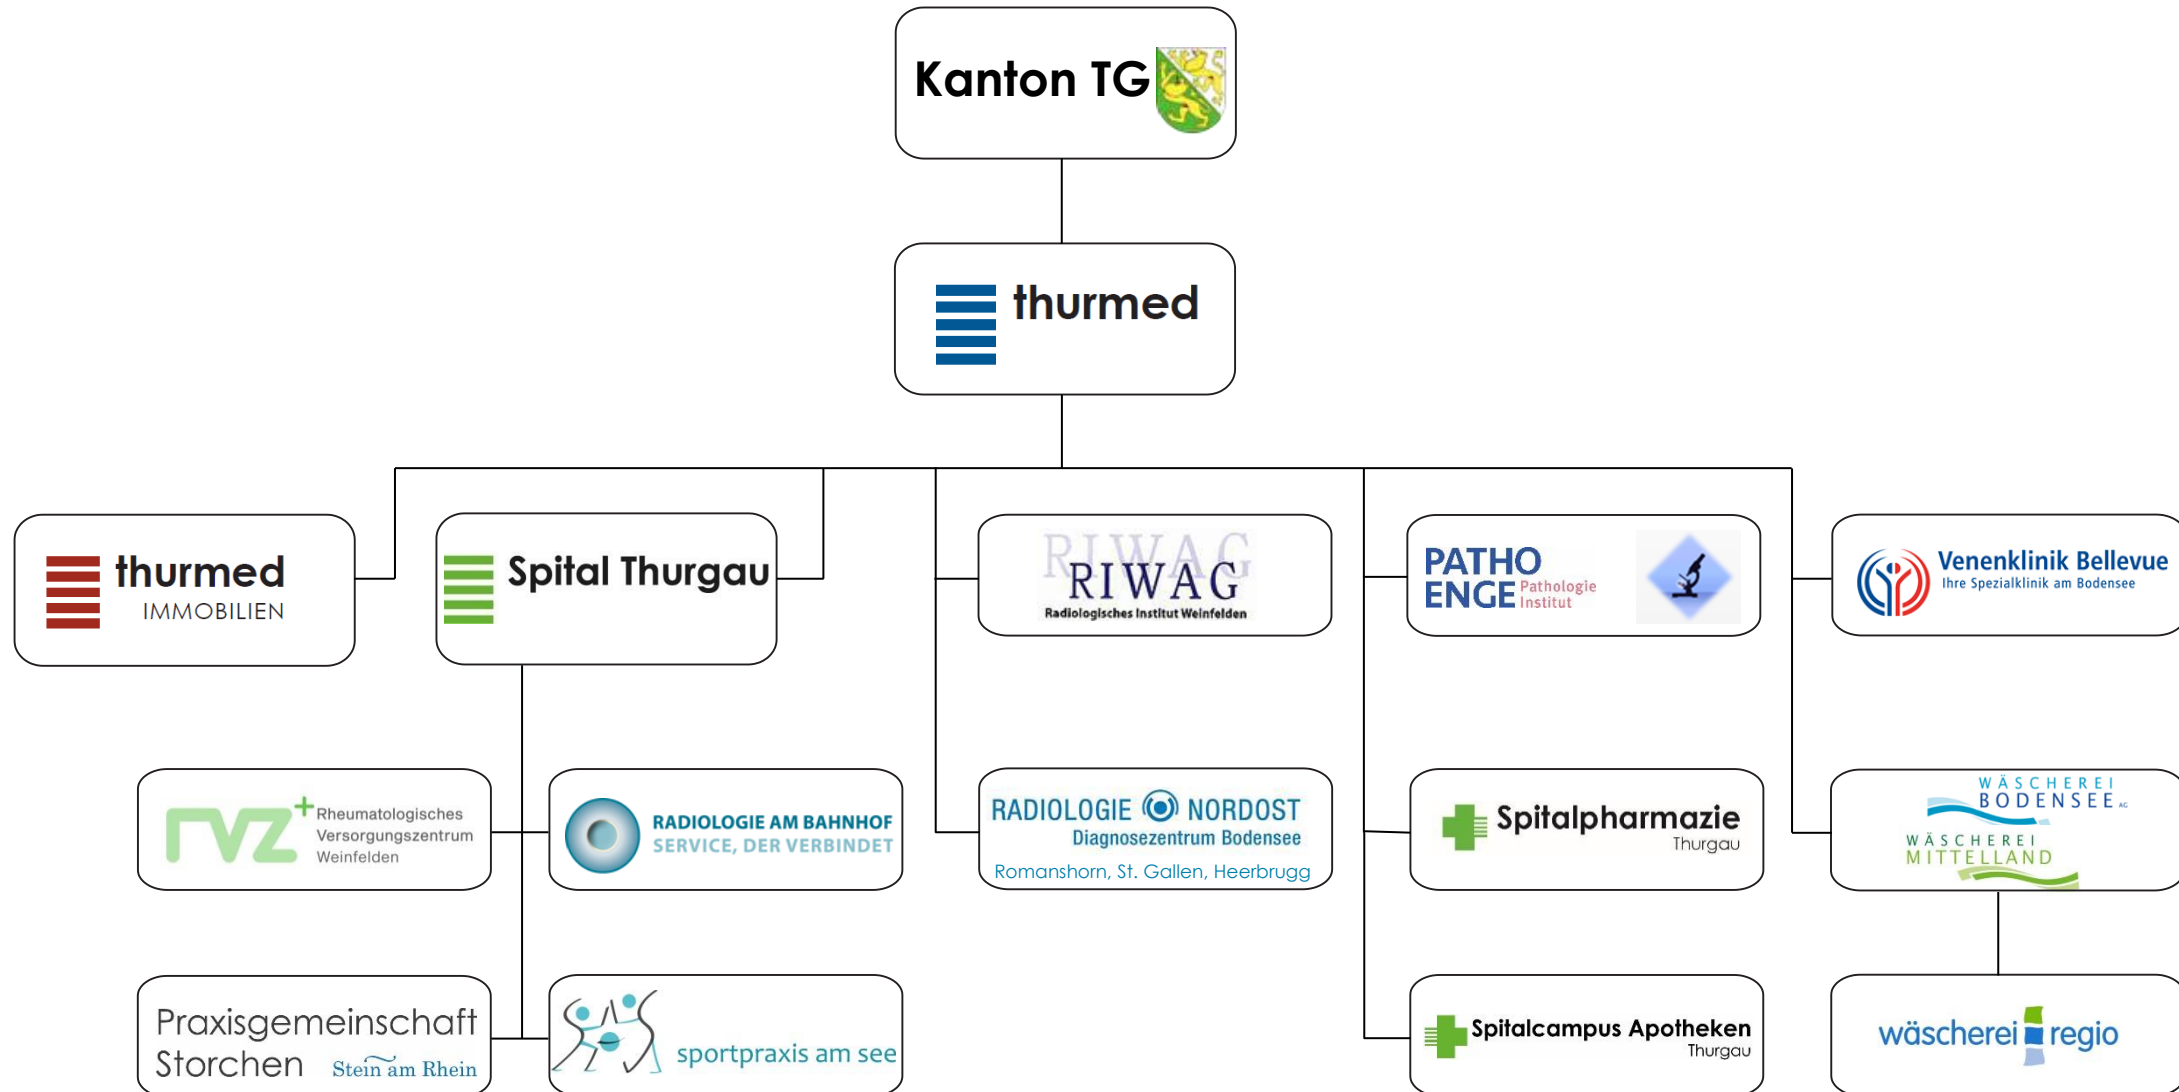 Kanton TG
thurmed
thurmed
IMMOBILIEN
Spital Thurgau
RIWAG
RIWAG
Radiologisches Institut Weinfelden
PATHO
ENGE Pathologie
Institut
Venenklinik Bellevue
Ihre Spezialklinik am Bodensee
rvz+ Rheumatologisches
Versorgungszentrum
Weinfelden
RADIOLOGIE AM BAHNHOF
SERVICE, DER VERBINDET
RADIOLOGIE NORDOST
Diagnosezentrum Bodensee
Romanshorn, St. Gallen, Heerbrugg
Spitalpharmazie
Thurgau
WÄSCHEREI
BODENSEE AG
WÄSCHEREI
MITTELLAND
Praxisgemeinschaft
Storchen Stein am Rhein
sportpraxis am see
Spitalcampus Apotheken
Thurgau
wäscherei regio